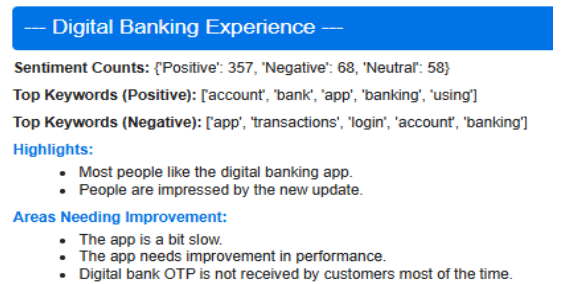 --- Digital Banking Experience ---
Sentiment Counts: {'Positive': 357, 'Negative': 68, 'Neutral': 58}
Top Keywords (Positive): ['account', 'bank', 'app', 'banking', 'using']
Top Keywords (Negative): ['app', 'transactions', 'login', 'account', 'banking']
Highlights:
• Most people like the digital banking app.
• People are impressed by the new update.
Areas Needing Improvement:
• The app is a bit slow.
• The app needs improvement in performance.
• Digital bank OTP is not received by customers most of the time.